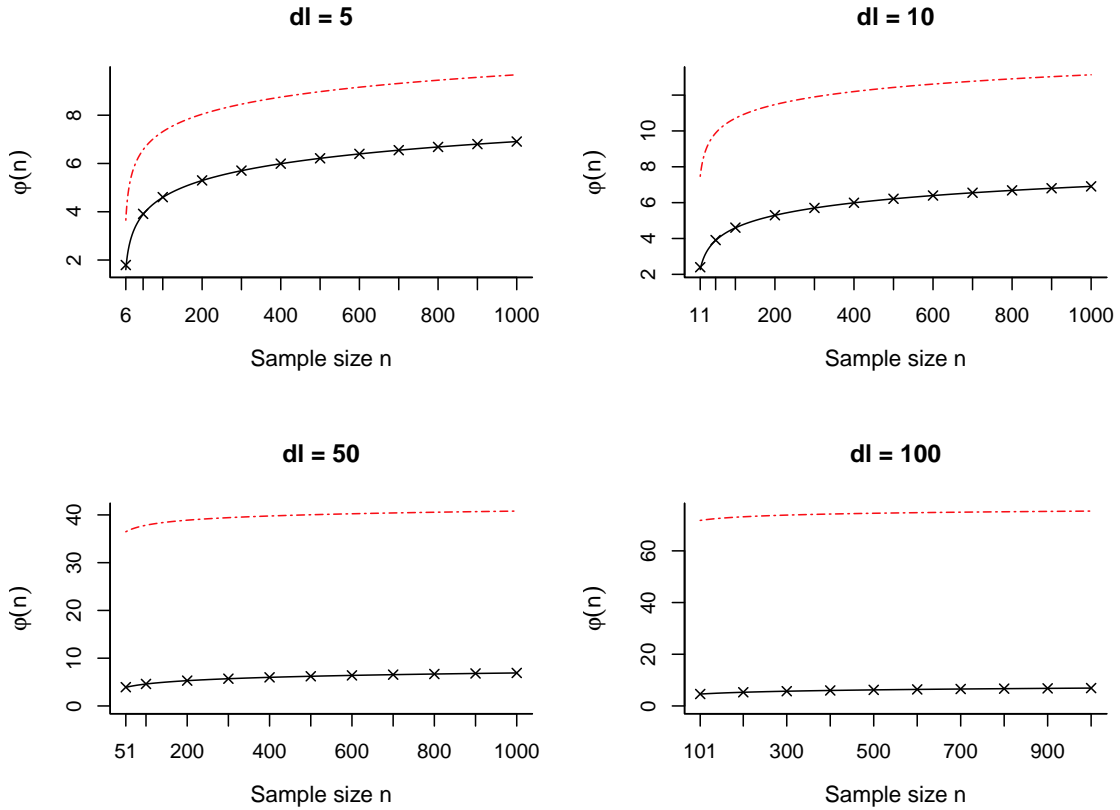 dl = 5
φ(n)
8
6
4
2
6 200 400 600 800 1000
Sample size n
dl = 10
φ(n)
10
8
6
4
2
11 200 400 600 800 1000
Sample size n
dl = 50
φ(n)
40
30
20
10
0
51 200 400 600 800 1000
Sample size n
dl = 100
φ(n)
60
40
20
0
101 300 500 700 900
Sample size n